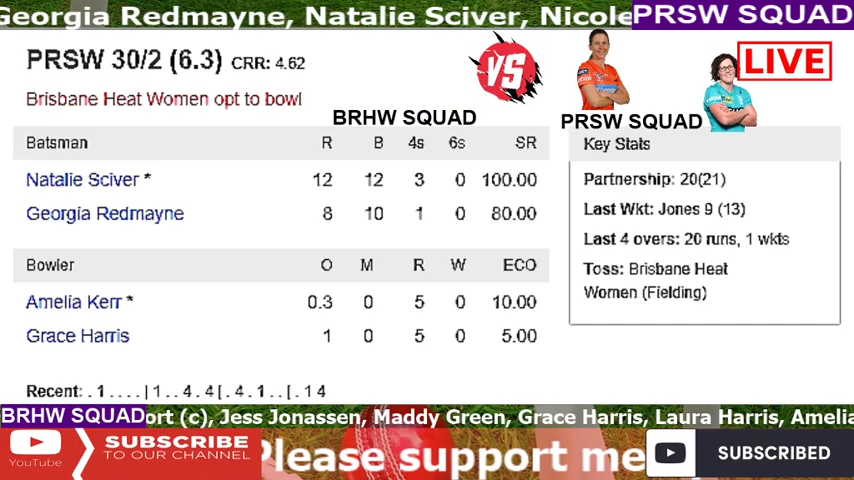 Georgia Redmayne, Natalie Sciver, Nicole
PRSW SQUAD
PRSW 30/2 (6.3) CRR: 4.62
VS
LIVE
Brisbane Heat Women opt to bowl
BRHW SQUAD
PRSW SQUAD
Batsman R B 4s 6s SR
Natalie Sciver * 12 12 3 0 100.00
Georgia Redmayne 8 10 1 0 80.00
Bowler O M R W ECO
Amelia Kerr * 0.3 0 5 0 10.00
Grace Harris 1 0 5 0 5.00
Key Stats
Partnership: 20(21)
Last Wkt: Jones 9 (13)
Last 4 overs: 20 runs, 1 wkts
Toss: Brisbane Heat
Women (Fielding)
Recent: . 1 . . . . | 1 . . 4 . 4 [ . 4 . 1 . . [ . 1 4
BRHW SQUAD
ort (c), Jess Jonassen, Maddy Green, Grace Harris, Laura Harris, Amelia
YouTube
SUBSCRIBE
TO OUR CHANNEL
Please support me
SUBSCRIBED